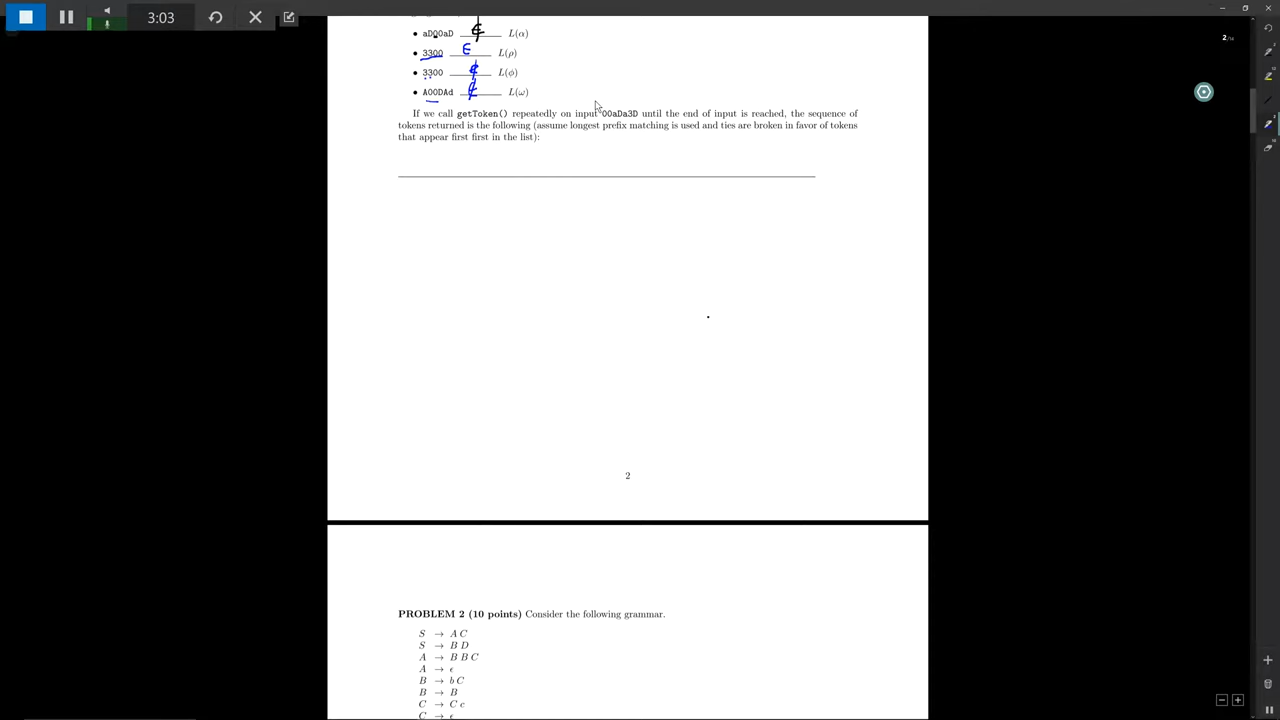 3:03
2/14
• aD00aD ∉ L(α)
• 3300 ∈ L(ρ)
• 3300 ∉ L(ϕ)
• A00DAd ∉ L(ω)
If we call getToken() repeatedly on input 00aDa3D until the end of input is reached, the sequence of
tokens returned is the following (assume longest prefix matching is used and ties are broken in favor of tokens
that appear first first in the list):
2
PROBLEM 2 (10 points) Consider the following grammar.
S → A C
S → B D
A → B B C
A → ϵ
B → b C
B → B
C → C c
C → ϵ